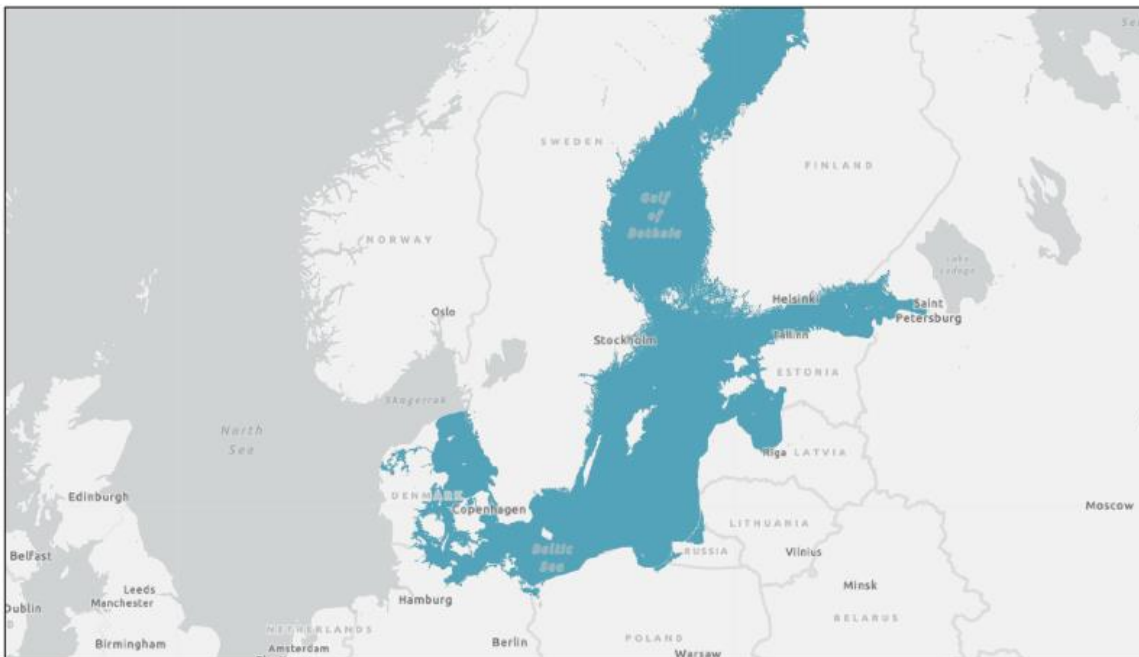 SWEDEN
FINLAND
Gulf
of
Bothnia
NORWAY
Lake
Ladoga
Oslo
Helsinki
Saint
Petersburg
Stockholm
Tallinn
ESTONIA
Skagerrak
North
Sea
Riga
LATVIA
DENMARK
Edinburgh
Copenhagen
Moscow
LITHUANIA
Belfast
Baltic
Sea
RUSSIA
Vilnius
Minsk
Leeds
Dublin
Manchester
Hamburg
BELARUS
NETHERLANDS
Birmingham
Amsterdam
Berlin
POLAND
Warsaw